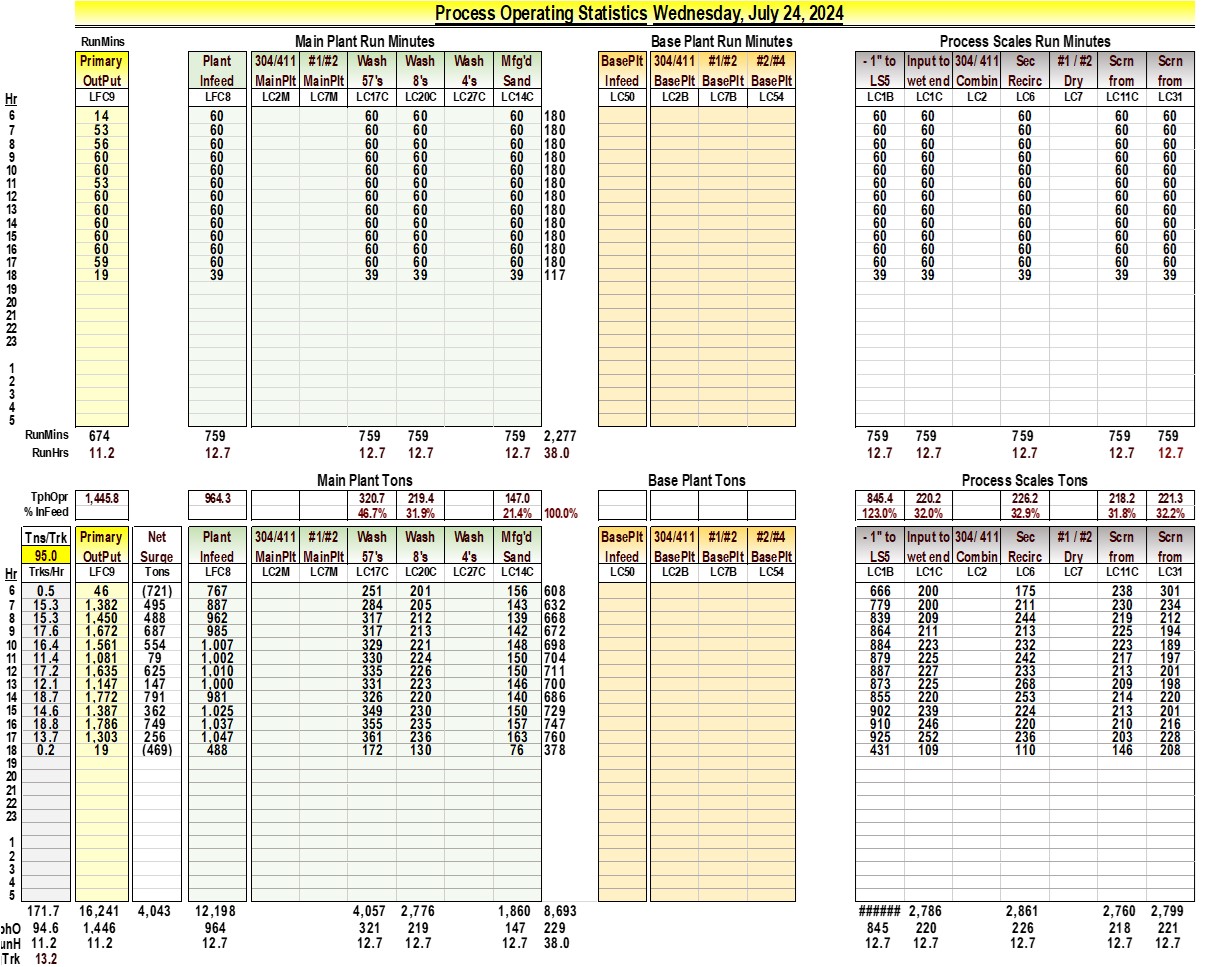 Process Operating Statistics Wednesday, July 24, 2024
RunMins Main Plant Run Minutes Base Plant Run Minutes Process Scales Run Minutes
Primary Plant 304/411 #1/#2 Wash Wash Wash Mfg'd BasePlt 304/411 #1/#2 #2/#4 - 1" to Input to 304/ 411 Sec #1 / #2 Scrn Scrn
OutPut Infeed MainPlt MainPlt 57's 8's 4's Sand Infeed BasePlt BasePlt BasePlt LS5 wet end Combin Recirc Dry from from
Hr LFC9 LFC8 LC2M LC7M LC17C LC20C LC27C LC14C LC50 LC2B LC7B LC54 LC1B LC1C LC2 LC6 LC7 LC11C LC31
6 14 60 60 60 60 180 60 60 60 60 60
7 53 60 60 60 60 180 60 60 60 60 60
8 56 60 60 60 60 180 60 60 60 60 60
9 60 60 60 60 60 180 60 60 60 60 60
10 60 60 60 60 60 180 60 60 60 60 60
11 53 60 60 60 60 180 60 60 60 60 60
12 60 60 60 60 60 180 60 60 60 60 60
13 60 60 60 60 60 180 60 60 60 60 60
14 60 60 60 60 60 180 60 60 60 60 60
15 60 60 60 60 60 180 60 60 60 60 60
16 60 60 60 60 60 180 60 60 60 60 60
17 59 60 60 60 60 180 60 60 60 60 60
18 19 39 39 39 39 117 39 39 39 39 39
19
20
21
22
23
1
2
3
4
5
RunMins 674 759 759 759 759 2,277 759 759 759 759 759
RunHrs 11.2 12.7 12.7 12.7 12.7 38.0 12.7 12.7 12.7 12.7 12.7
Main Plant Tons Base Plant Tons Process Scales Tons
TphOpr 1,445.8 964.3 320.7 219.4 147.0 845.4 220.2 226.2 218.2 221.3
% InFeed 46.7% 31.9% 21.4% 100.0% 123.0% 32.0% 32.9% 31.8% 32.2%
Tns/Trk Primary Net Plant 304/411 #1/#2 Wash Wash Wash Mfg'd BasePlt 304/411 #1/#2 #2/#4 - 1" to Input to 304/ 411 Sec #1 / #2 Scrn Scrn
95.0 OutPut Surge Infeed MainPlt MainPlt 57's 8's 4's Sand Infeed BasePlt BasePlt BasePlt LS5 wet end Combin Recirc Dry from from
Hr Trks/Hr LFC9 Tons LFC8 LC2M LC7M LC17C LC20C LC27C LC14C LC50 LC2B LC7B LC54 LC1B LC1C LC2 LC6 LC7 LC11C LC31
6 0.5 46 (721) 767 251 201 156 608 666 200 175 238 301
7 15.3 1,382 495 887 284 205 143 632 779 200 211 230 234
8 15.3 1,450 488 962 317 212 139 668 839 209 244 219 212
9 17.6 1,672 687 985 317 213 142 672 864 211 213 225 194
10 16.4 1,561 554 1,007 329 221 148 698 884 223 232 223 189
11 11.4 1,081 79 1,002 330 224 150 704 879 225 242 217 197
12 17.2 1,635 625 1,010 335 226 150 711 887 227 233 213 201
13 12.1 1,147 147 1,000 331 223 146 700 873 225 268 209 198
14 18.7 1,772 791 981 326 220 140 686 855 220 253 214 220
15 14.6 1,387 362 1,025 349 230 150 729 902 239 224 213 201
16 18.8 1,786 749 1,037 355 235 157 747 910 246 220 210 216
17 13.7 1,303 256 1,047 361 236 163 760 925 252 236 203 228
18 0.2 19 (469) 488 172 130 76 378 431 109 110 146 208
19
20
21
22
23
1
2
3
4
5
171.7 16,241 4,043 12,198 4,057 2,776 1,860 8,693 ###### 2,786 2,861 2,760 2,799
phO 94.6 1,446 964 321 219 147 229 845 220 226 218 221
unH 11.2 11.2 12.7 12.7 12.7 12.7 38.0 12.7 12.7 12.7 12.7 12.7
Trk 13.2